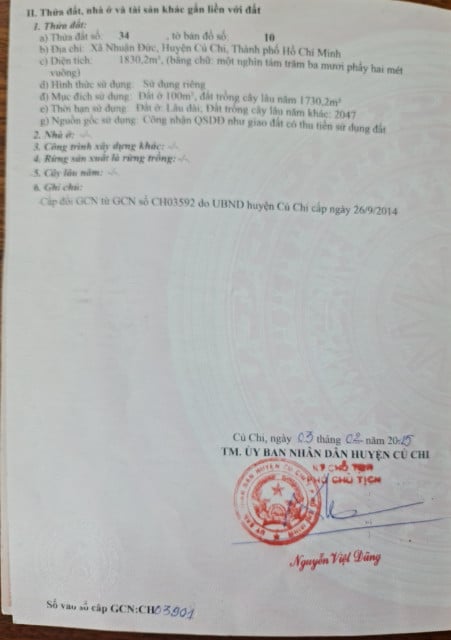 II. Thửa đất, nhà ở và tài sản khác gắn liền với đất
1. Thửa đất:
a) Thửa đất số: 34 , tờ bản đồ số: 10
b) Địa chỉ: Xã Nhuận Đức, Huyện Củ Chi, Thành phố Hồ Chí Minh
c) Diện tích: 1830,2m², (bằng chữ: một nghìn tám trăm ba mươi phẩy hai mét
vuông)
d) Hình thức sử dụng: Sử dụng riêng
đ) Mục đích sử dụng: Đất ở 100m², đất trồng cây lâu năm 1730,2m²
e) Thời hạn sử dụng: Đất ở: Lâu dài; Đất trồng cây lâu năm khác: 2047
g) Nguồn gốc sử dụng: Công nhận QSDĐ như giao đất có thu tiền sử dụng đất
2. Nhà ở: -/-
3. Công trình xây dựng khác: -/-
4. Rừng sản xuất là rừng trồng: -/-
5. Cây lâu năm: -/-
6. Ghi chú:
Cấp đổi GCN từ GCN số CH03592 do UBND huyện Củ Chi cấp ngày 26/9/2014
Củ Chi, ngày 03 tháng 02 năm 2015
TM. ỦY BAN NHÂN DÂN HUYỆN CỦ CHI
KT. CHỦ TỊCH
PHÓ CHỦ TỊCH
Nguyễn Việt Dũng
Số vào sổ cấp GCN:CH03901